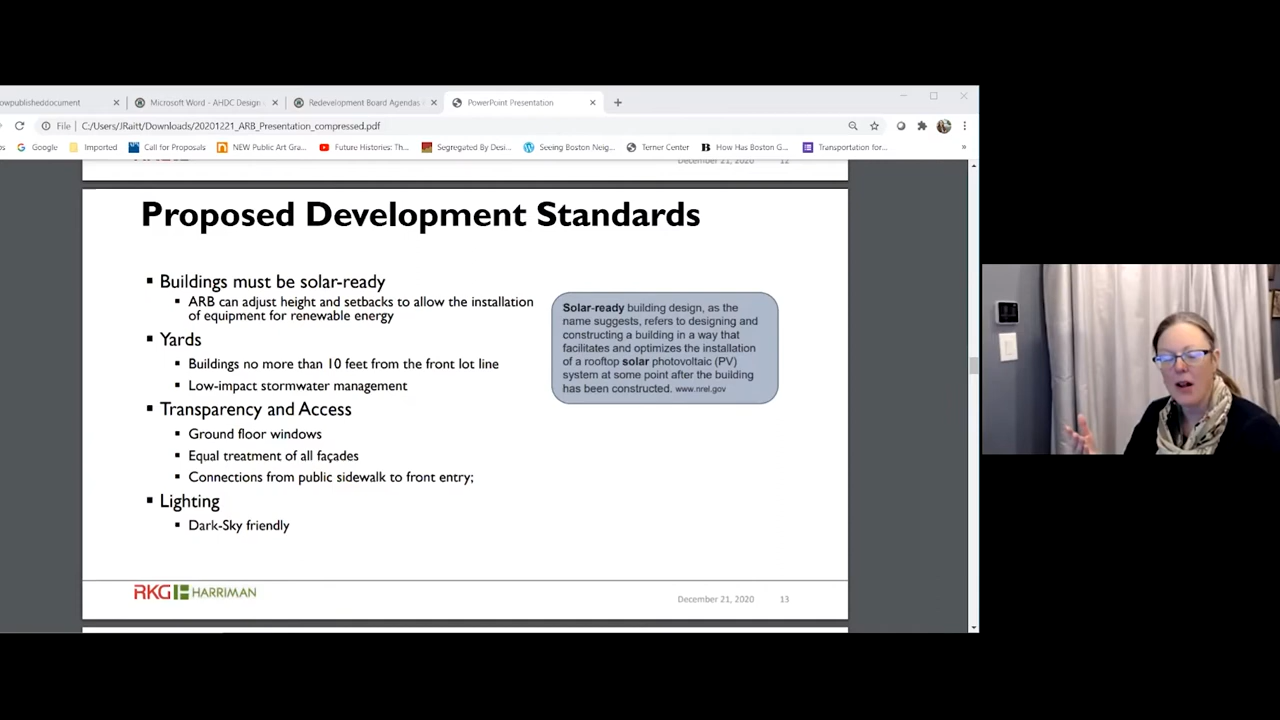 owpublisheddocument
Microsoft Word - AHDC Design
Redevelopment Board Agendas
PowerPoint Presentation
File
C:/Users/JRaitt/Downloads/20201221_ARB_Presentation_compressed.pdf
Google
Imported
Call for Proposals
NEW Public Art Gra...
Future Histories: Th...
Segregated By Desi...
Seeing Boston Neig...
Terner Center
How Has Boston G...
Transportation for...
»
December 21, 2020 12
Proposed Development Standards
▪ Buildings must be solar-ready
▪ ARB can adjust height and setbacks to allow the installation
of equipment for renewable energy
▪ Yards
▪ Buildings no more than 10 feet from the front lot line
▪ Low-impact stormwater management
▪ Transparency and Access
▪ Ground floor windows
▪ Equal treatment of all façades
▪ Connections from public sidewalk to front entry;
▪ Lighting
▪ Dark-Sky friendly
Solar-ready building design, as the
name suggests, refers to designing and
constructing a building in a way that
facilitates and optimizes the installation
of a rooftop solar photovoltaic (PV)
system at some point after the building
has been constructed. www.nrel.gov
RKG HARRIMAN
December 21, 2020 13